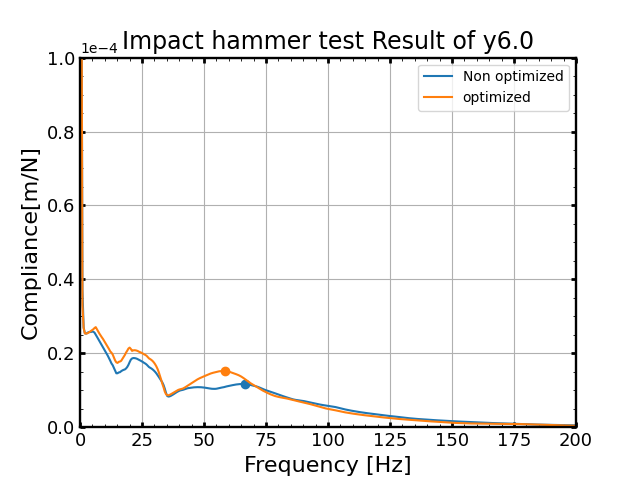 Impact hammer test Result of y6.0
1e−4
1.0
0.8
0.6
0.4
0.2
0.0
Compliance[m/N]
Non optimized
optimized
0 25 50 75 100 125 150 175 200
Frequency [Hz]